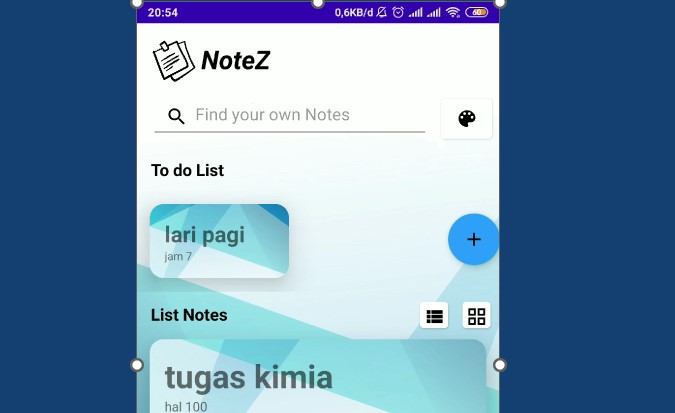 20:54 0,6KB/d 60
NoteZ
Find your own Notes
To do List
lari pagi
jam 7
List Notes
tugas kimia
hal 100